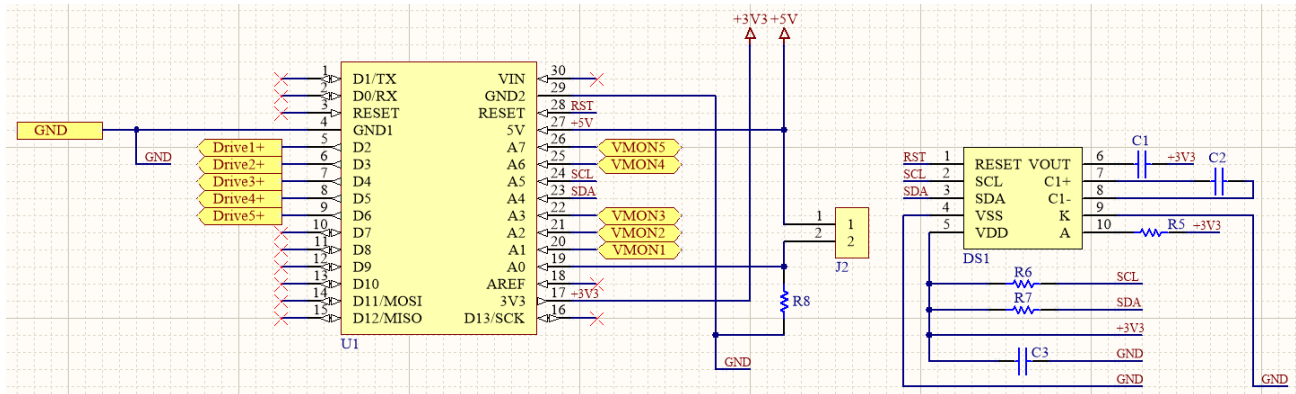 +3V3 +5V
1 D1/TX VIN 30
2 D0/RX GND2 29
3 RESET RESET 28 RST
GND 4 GND1 5V 27 +5V
GND
Drive1+ 5 D2 A7 26 VMON5
Drive2+ 6 D3 A6 25 VMON4
Drive3+ 7 D4 A5 24 SCL
Drive4+ 8 D5 A4 23 SDA
Drive5+ 9 D6 A3 22 VMON3
10 D7 A2 21 VMON2
11 D8 A1 20 VMON1
12 D9 A0 19
13 D10 AREF 18
14 D11/MOSI 3V3 17 +3V3
15 D12/MISO D13/SCK 16
U1
1 1
2 2
J2
R8
GND
C1
C2
RST 1 RESET VOUT 6 +3V3
SCL 2 SCL C1+ 7
SDA 3 SDA C1- 8
4 VSS K 9
5 VDD A 10 R5 +3V3
DS1
R6 SCL
R7 SDA
+3V3
C3 GND
GND
GND